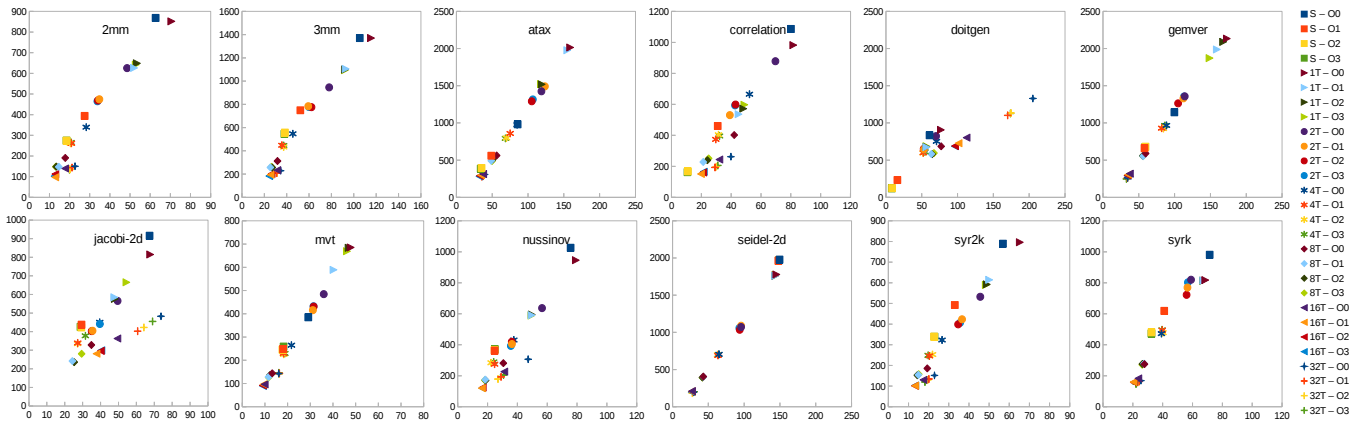 2mm
900
800
700
600
500
400
300
200
100
0
0 10 20 30 40 50 60 70 80 90
3mm
1600
1400
1200
1000
800
600
400
200
0
0 20 40 60 80 100 120 140 160
atax
2500
2000
1500
1000
500
0
0 50 100 150 200 250
correlation
1200
1000
800
600
400
200
0
0 20 40 60 80 100 120
doitgen
2500
2000
1500
1000
500
0
0 50 100 150 200 250
gemver
2500
2000
1500
1000
500
0
0 50 100 150 200 250
jacobi-2d
1000
900
800
700
600
500
400
300
200
100
0
0 10 20 30 40 50 60 70 80 90 100
mvt
800
700
600
500
400
300
200
100
0
0 10 20 30 40 50 60 70 80
nussinov
1200
1000
800
600
400
200
0
0 20 40 60 80 100 120
seidel-2d
2500
2000
1500
1000
500
0
0 50 100 150 200 250
syr2k
900
800
700
600
500
400
300
200
100
0
0 10 20 30 40 50 60 70 80 90
syrk
1200
1000
800
600
400
200
0
0 20 40 60 80 100 120
S – O0
S – O1
S – O2
S – O3
1T – O0
1T – O1
1T – O2
1T – O3
2T – O0
2T – O1
2T – O2
2T – O3
4T – O0
4T – O1
4T – O2
4T – O3
8T – O0
8T – O1
8T – O2
8T – O3
16T – O0
16T – O1
16T – O2
16T – O3
32T – O0
32T – O1
32T – O2
32T – O3